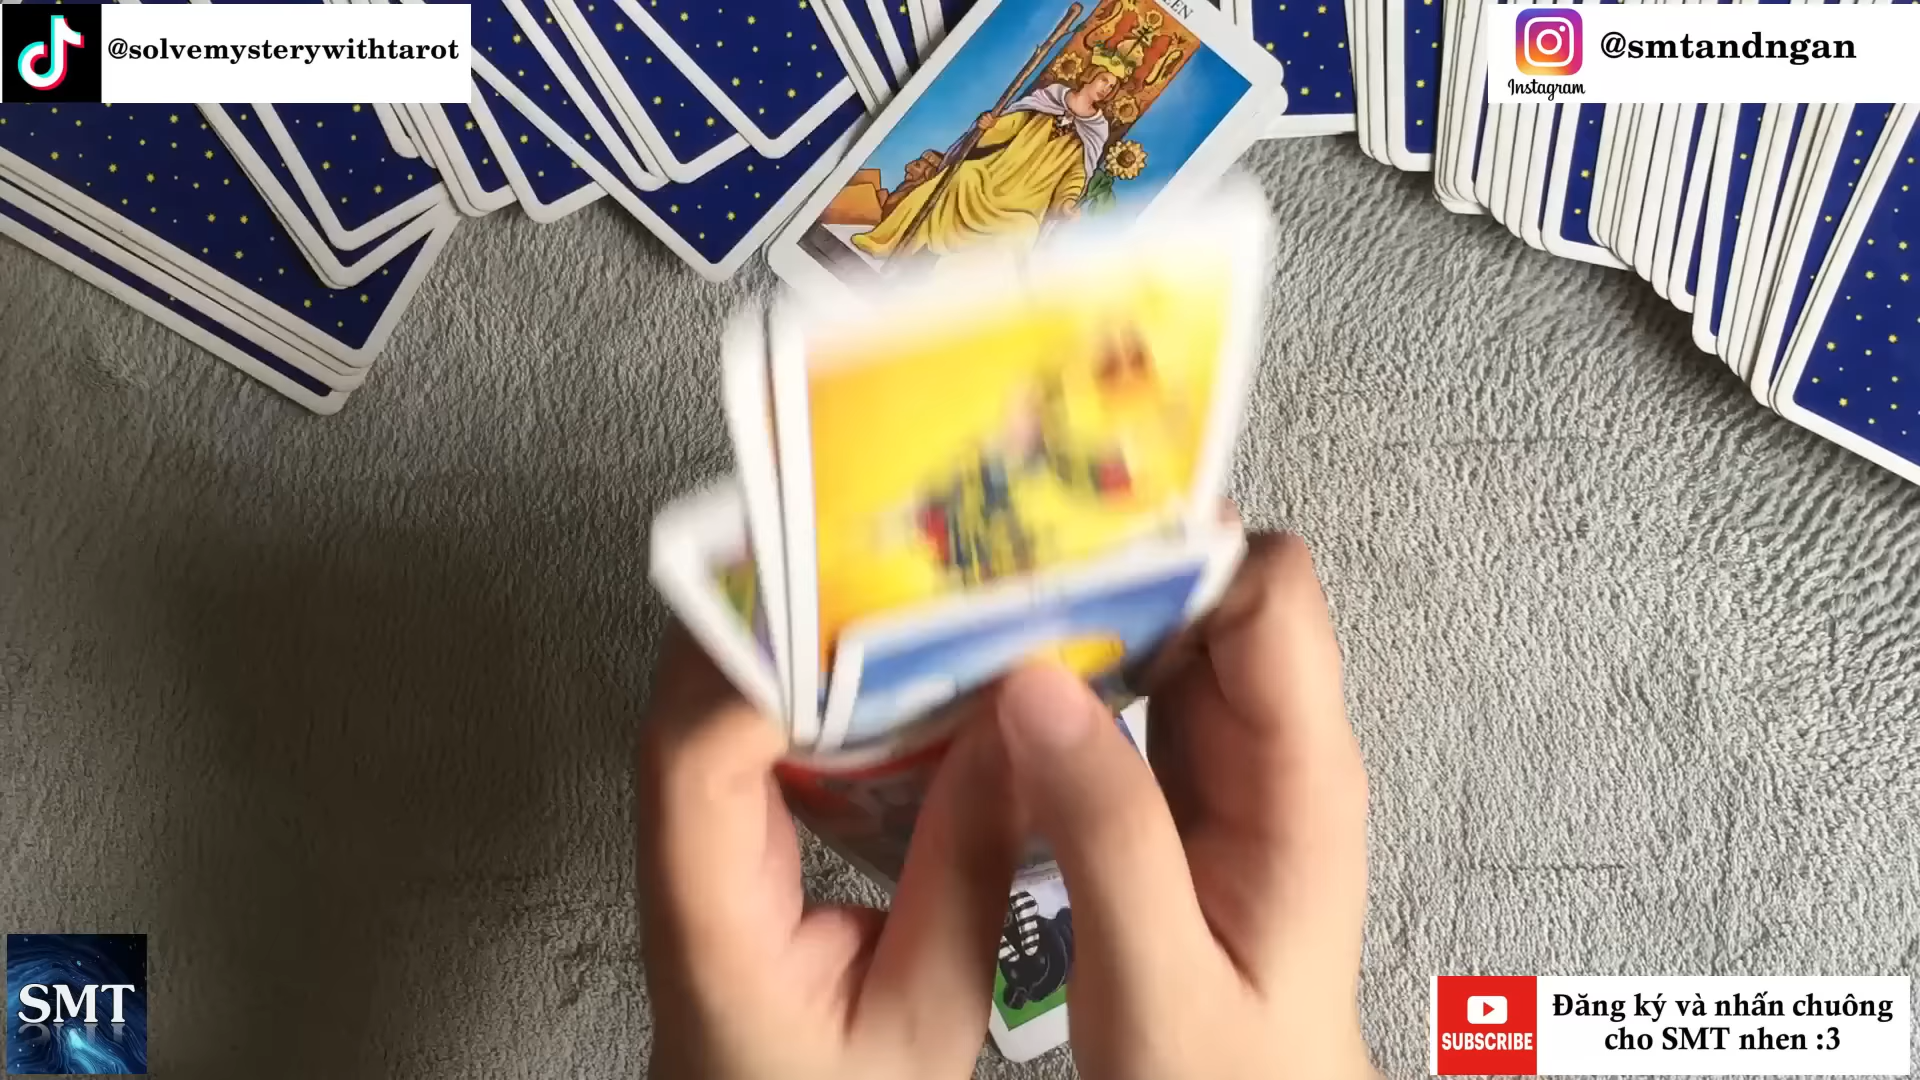 @solvemysterywithtarot
@smtandngan
Instagram
SMT
SUBSCRIBE
Đăng ký và nhấn chuông
cho SMT nhen :3